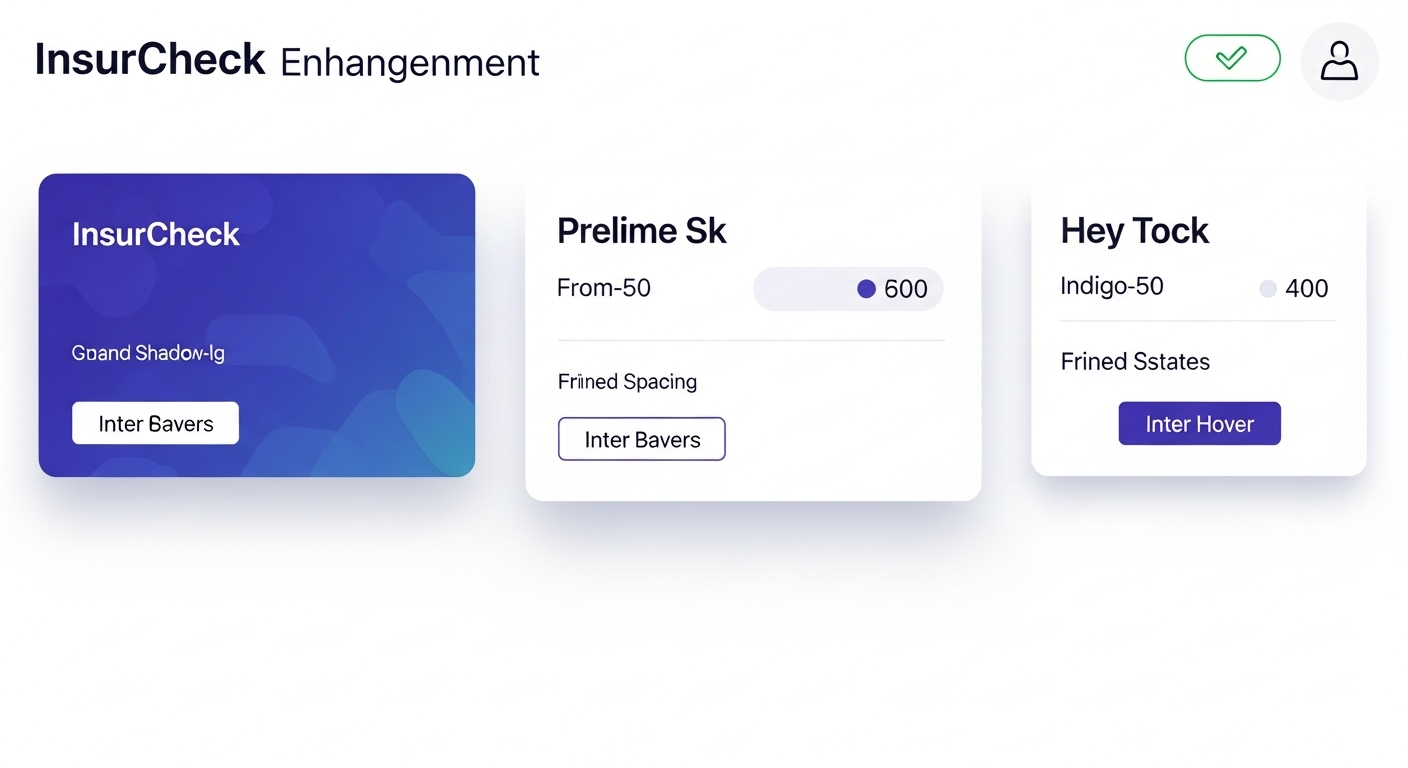 InsurCheck Enhangenment
InsurCheck
Gpand Shadow-lg
Inter Bavers
Prelime Sk
From-50
600
Frined Spacing
Inter Bavers
Hey Tock
Indigo-50
400
Frined Sstates
Inter Hover